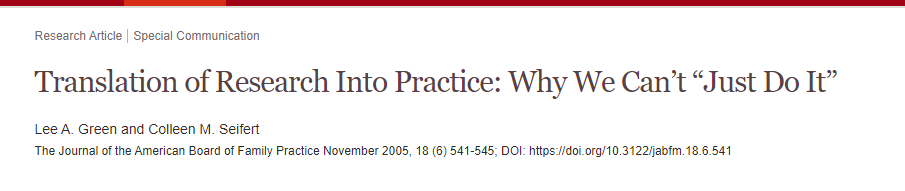 Research Article | Special Communication
Translation of Research Into Practice: Why We Can’t “Just Do It”
Lee A. Green and Colleen M. Seifert
The Journal of the American Board of Family Practice November 2005, 18 (6) 541-545; DOI: https://doi.org/10.3122/jabfm.18.6.541